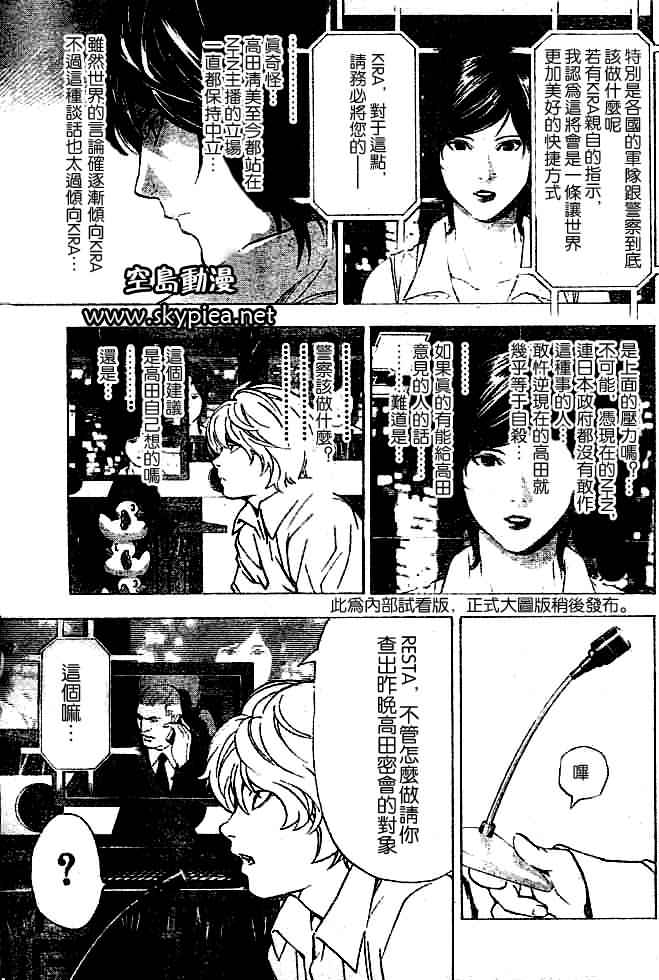 特別是各國的軍隊跟警察到底
該做什麼呢
若有KIRA親自的指示,
我認為這將會是一條讓世界
更加美好的快捷方式
KIRA,對于這點,
請務必將您的——
真奇怪…
高田清美至今都站在
NHN主播的立場
一直都保持中立…
雖然世界的言論確逐漸傾向KIRA
不過這種談話也太過傾向KIRA…
空島動漫
www.skypiea.net
是上面的壓力嗎?…
不可能,憑現在的NHN,
連日本政府都沒有敢作
這種事的人…
敢忤逆現在的高田就
幾乎等于自殺…
如果真的有能給高田
意見的人的話…
……難道是…
警察該做什麼?
這個建議
是高田自己想的嗎
還是…
此為內部試看版,正式大圖版稍後發布。
嗶
RESTA,不管怎麼做請你
查出昨晚高田密會的對象
這個嘛…
?